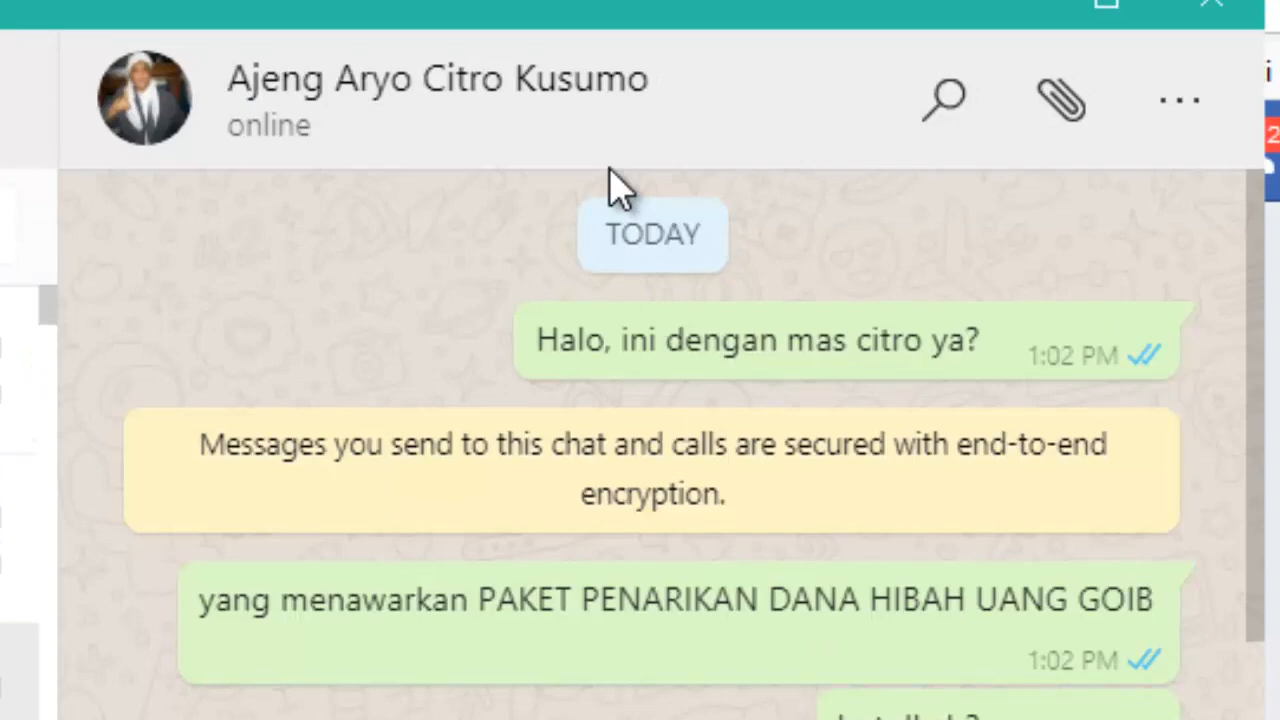 Ajeng Aryo Citro Kusumo
online
TODAY
Halo, ini dengan mas citro ya?
1:02 PM
Messages you send to this chat and calls are secured with end-to-end
encryption.
yang menawarkan PAKET PENARIKAN DANA HIBAH UANG GOIB
1:02 PM